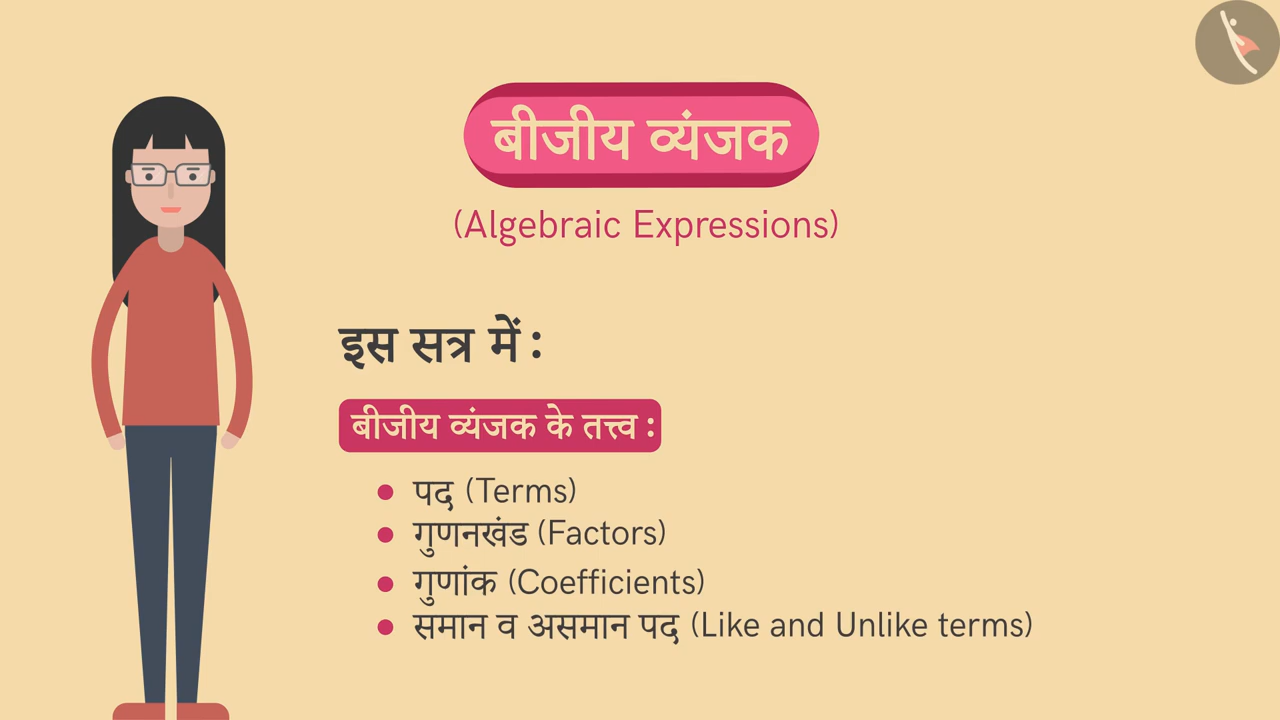 बीजीय व्यंजक
(Algebraic Expressions)
इस सत्र में :
बीजीय व्यंजक के तत्त्व :
पद (Terms)
गुणनखंड (Factors)
गुणांक (Coefficients)
समान व असमान पद (Like and Unlike terms)